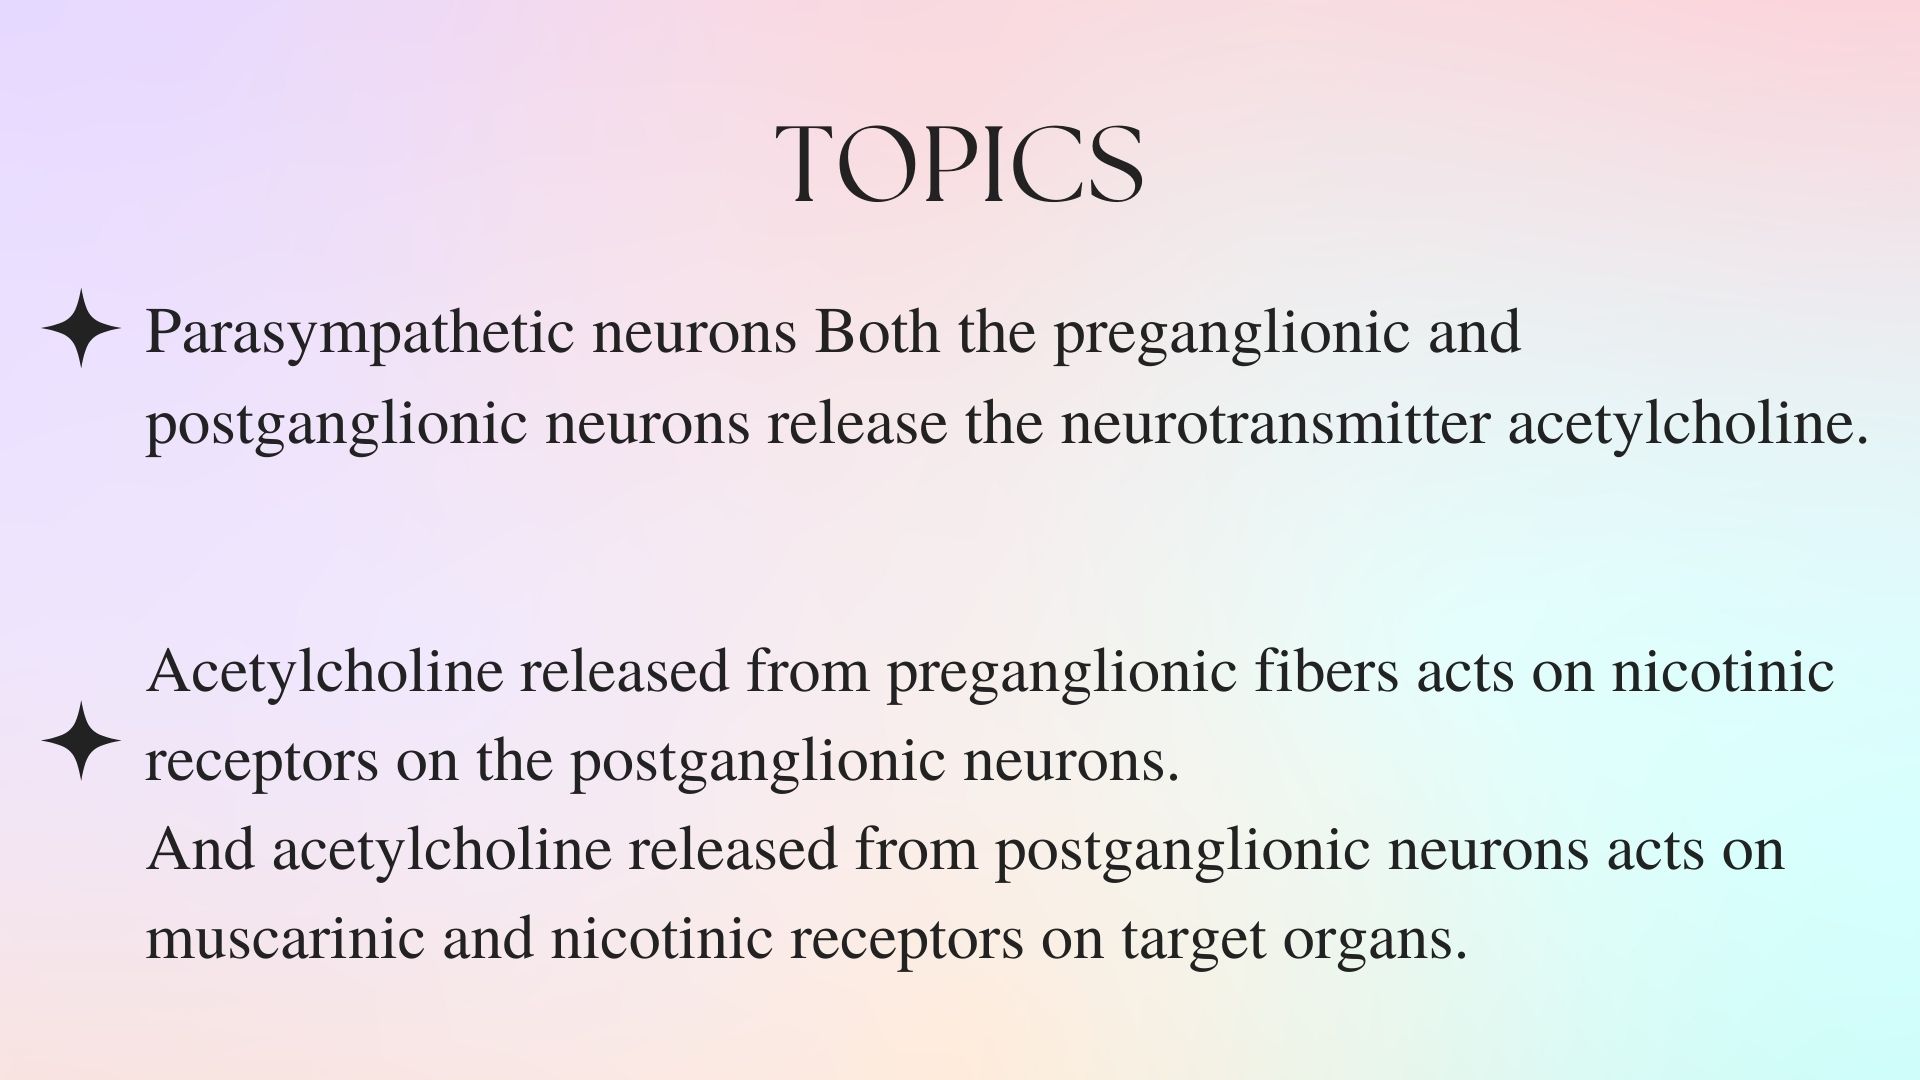 TOPICS
Parasympathetic neurons Both the preganglionic and
postganglionic neurons release the neurotransmitter acetylcholine.
Acetylcholine released from preganglionic fibers acts on nicotinic
receptors on the postganglionic neurons.
And acetylcholine released from postganglionic neurons acts on
muscarinic and nicotinic receptors on target organs.